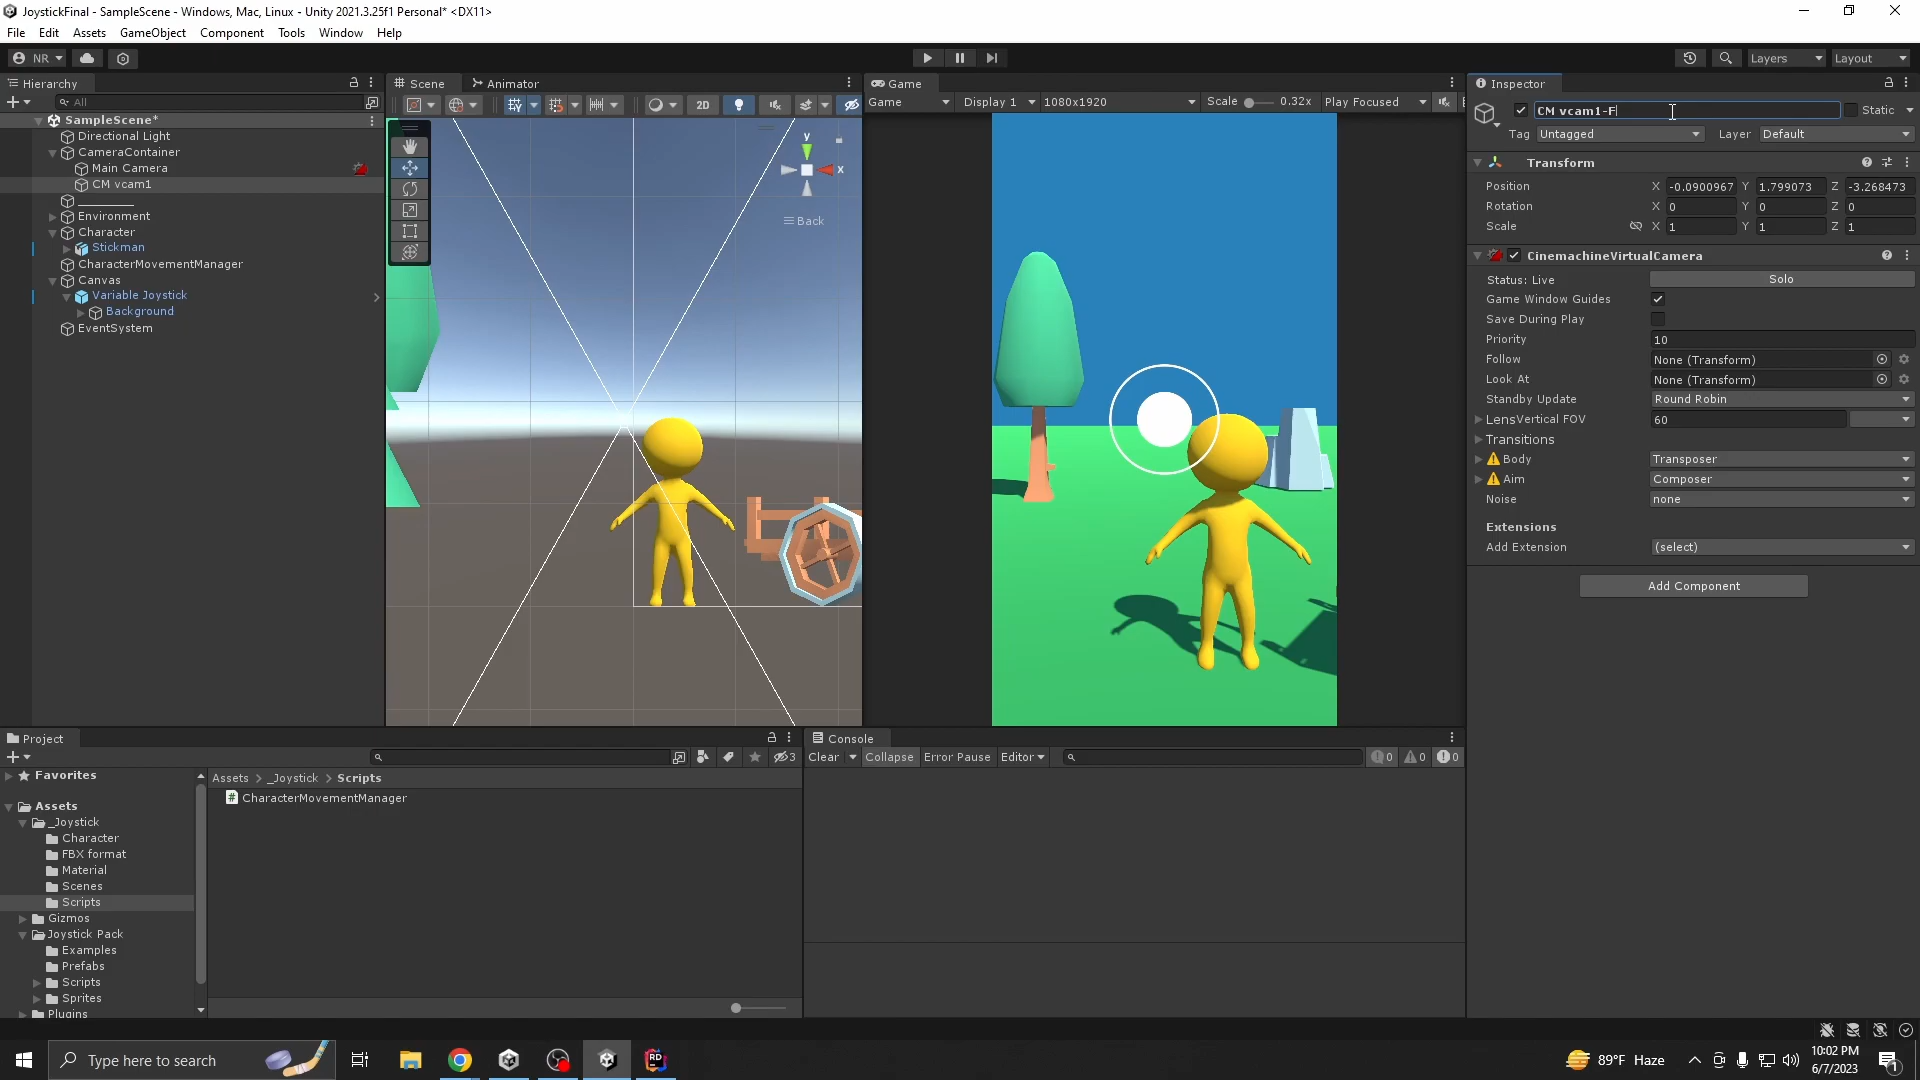 JoystickFinal - SampleScene - Windows, Mac, Linux - Unity 2021.3.25f1 Personal* <DX11>
File Edit Assets GameObject Component Tools Window Help
NR
Layers
Layout
Hierarchy
All
SampleScene*
Directional Light
CameraContainer
Main Camera
CM vcam1
________
Environment
Character
Stickman
CharacterMovementManager
Canvas
Variable Joystick
Background
EventSystem
Scene
Animator
2D
y
x
Back
Game
Game
Display 1
1080x1920
Scale
0.32x
Play Focused
Inspector
CM vcam1-F
Static
Tag
Untagged
Layer
Default
Transform
Position X -0.0900967 Y 1.799073 Z -3.268473
Rotation X 0 Y 0 Z 0
Scale X 1 Y 1 Z 1
CinemachineVirtualCamera
Status: Live
Solo
Game Window Guides
Save During Play
Priority
10
Follow
None (Transform)
Look At
None (Transform)
Standby Update
Round Robin
LensVertical FOV
60
Transitions
Body
Transposer
Aim
Composer
Noise
none
Extensions
Add Extension
(select)
Add Component
Project
3
Favorites
Assets
_Joystick
Character
FBX format
Material
Scenes
Scripts
Gizmos
Joystick Pack
Examples
Prefabs
Scripts
Sprites
Plugins
Assets > _Joystick > Scripts
# CharacterMovementManager
Console
Clear
Collapse
Error Pause
Editor
0
0
0
Type here to search
RD
89°F Haze
10:02 PM
6/7/2023
1